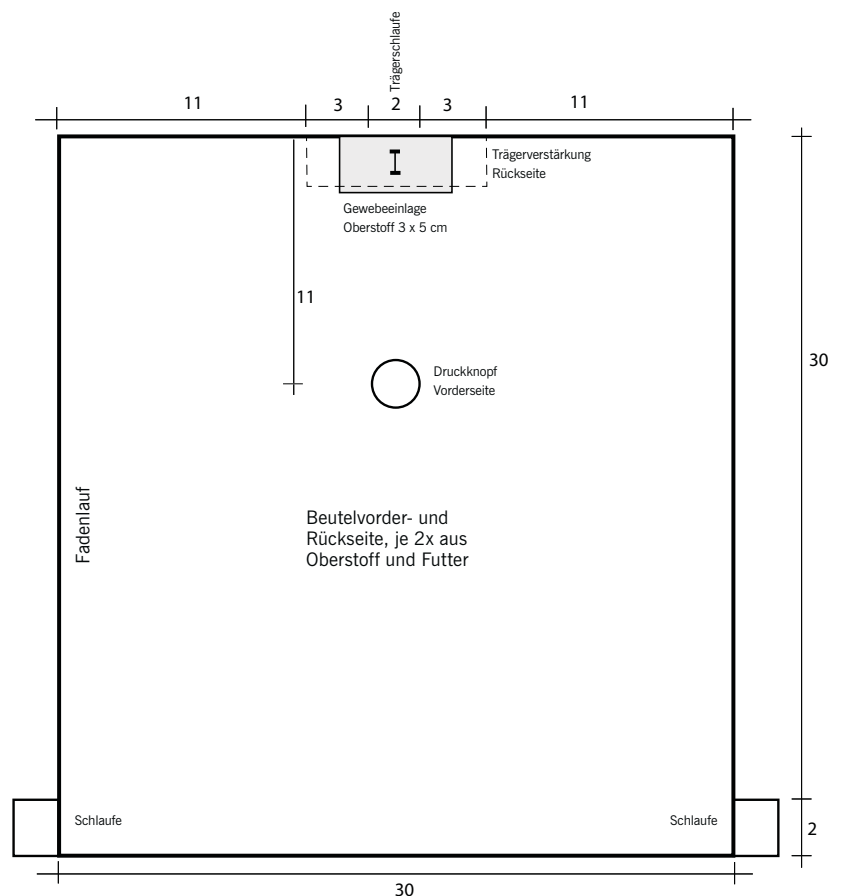 Trägerschlaufe
11
3
2
3
11
Trägerverstärkung
Rückseite
Gewebeeinlage
Oberstoff 3 x 5 cm
11
30
Druckknopf
Vorderseite
Fadenlauf
Beutelvorder- und
Rückseite, je 2x aus
Oberstoff und Futter
Schlaufe
Schlaufe
2
30